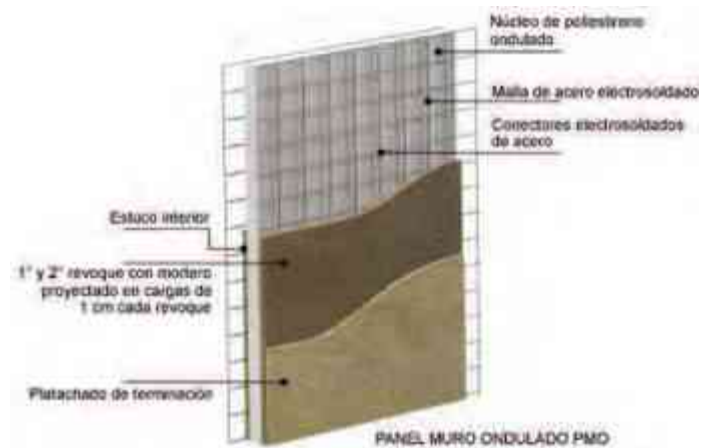 Núcleo de poliestireno
ondulado
Malla de acero electrosoldado
Conectores electrosoldados
de acero
Estuco interior
1° y 2° revoque con mortero
proyectado en cargas de
1 cm cada revoque
Platachado de terminación
PANEL MURO ONDULADO PMO